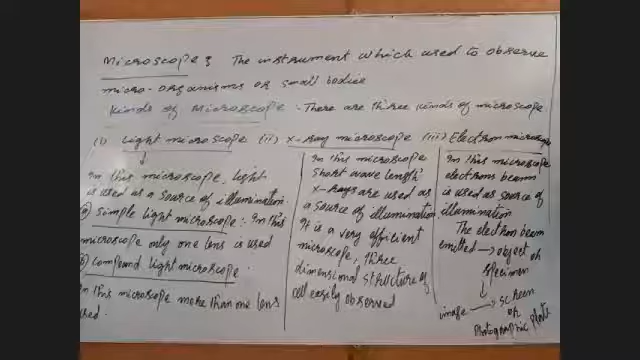 Microscope : The instrument which used to observe
micro-organisms or small bodies
Kinds of Microscope - There are three kinds of microscope
(i) Light microscope (ii) X-Ray microscope (iii) Electron microscope
In this microscope, light
is used as a source of illumination
(a) Simple light microscope :- In this
microscope only one lens is used
(b) Compound light microscope -
In this microscope more than one lens
used.
In this microscope
short wave length
X-Rays are used as
a source of illumination.
It is a very efficient
microscope, three
dimensional structure of
cell easily observed
In this microscope
electrons beam
is used as source of
illumination
The electron beam
emitted → object or
specimen
image → screen
or
photographic plate